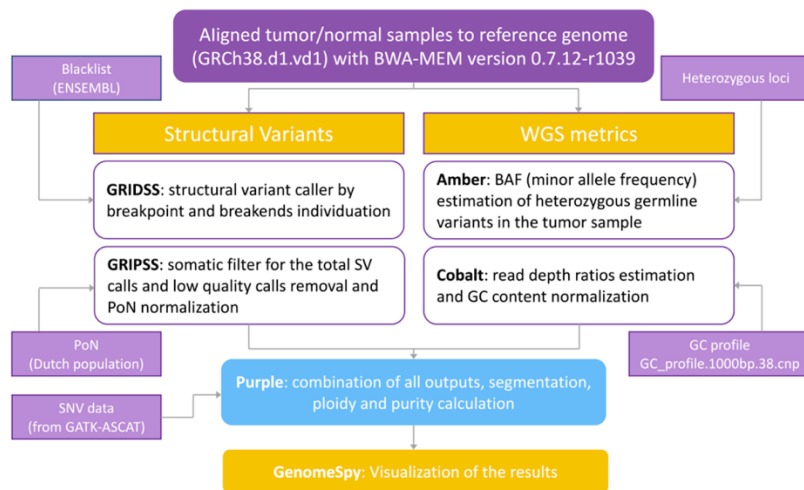 Aligned tumor/normal samples to reference genome
(GRCh38.d1.vd1) with BWA-MEM version 0.7.12-r1039
Blacklist
(ENSEMBL)
Heterozygous loci
Structural Variants
WGS metrics
GRIDSS: structural variant caller by
breakpoint and breakends individuation
Amber: BAF (minor allele frequency)
estimation of heterozygous germline
variants in the tumor sample
GRIPSS: somatic filter for the total SV
calls and low quality calls removal and
PoN normalization
Cobalt: read depth ratios estimation
and GC content normalization
PoN
(Dutch population)
GC profile
GC_profile.1000bp.38.cnp
Purple: combination of all outputs, segmentation,
ploidy and purity calculation
SNV data
(from GATK-ASCAT)
GenomeSpy: Visualization of the results